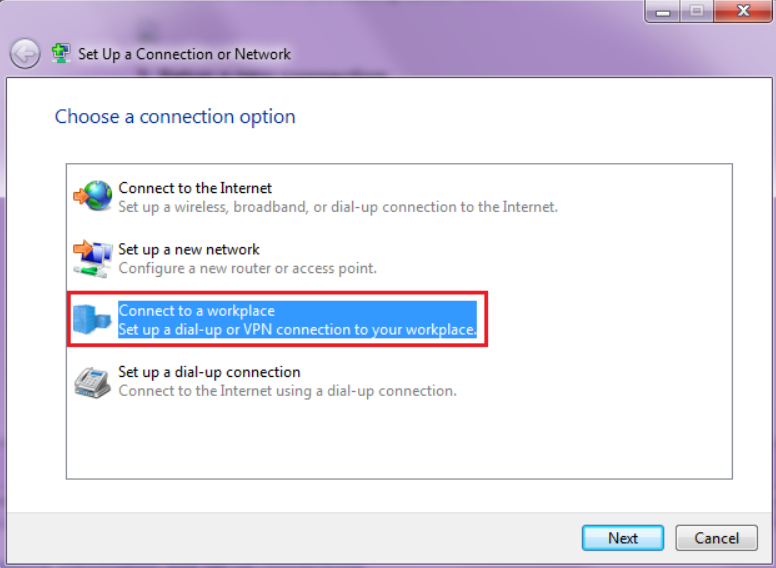 Set Up a Connection or Network
Choose a connection option
Connect to the Internet
Set up a wireless, broadband, or dial-up connection to the Internet.
Set up a new network
Configure a new router or access point.
Connect to a workplace
Set up a dial-up or VPN connection to your workplace.
Set up a dial-up connection
Connect to the Internet using a dial-up connection.
Next
Cancel